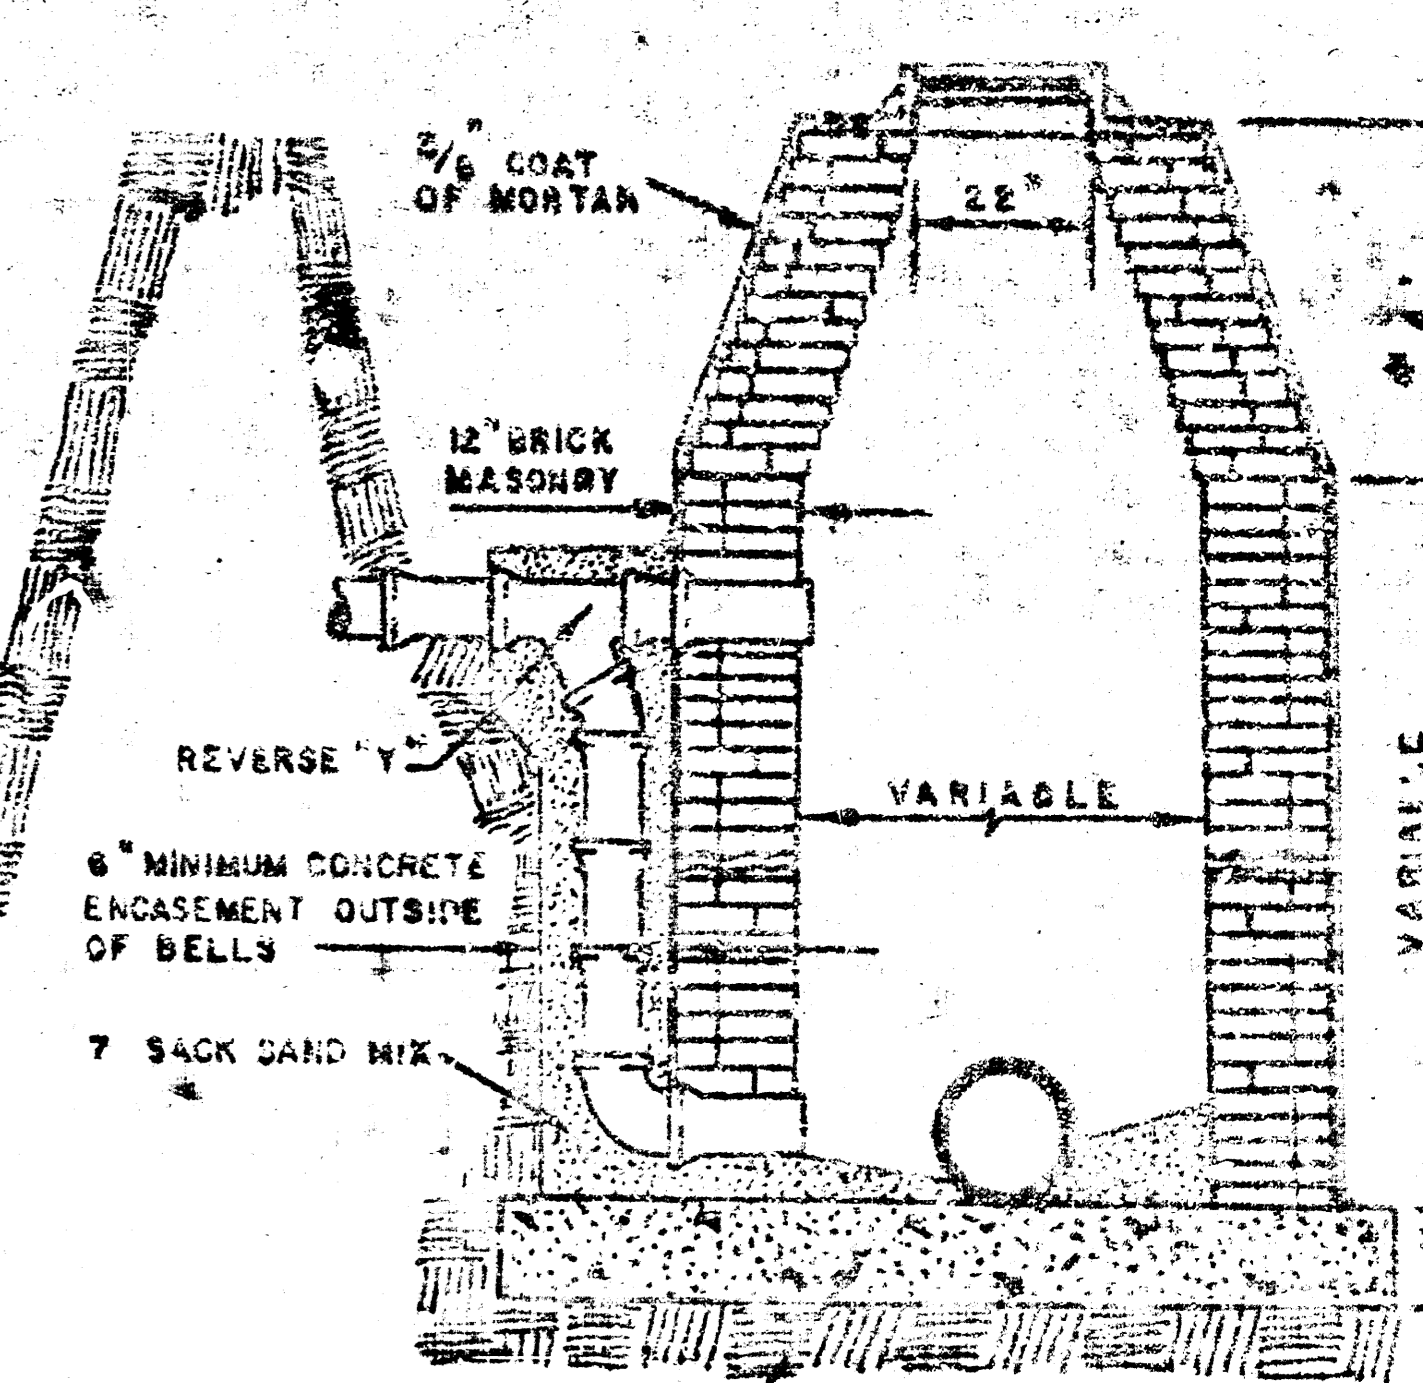 3/8" COAT
OF MORTAR
22"
12" BRICK
MASONRY
REVERSE "Y"
VARIABLE
VARIABLE
6" MINIMUM CONCRETE
ENCASEMENT OUTSIDE
OF BELLS
7 SACK SAND MIX